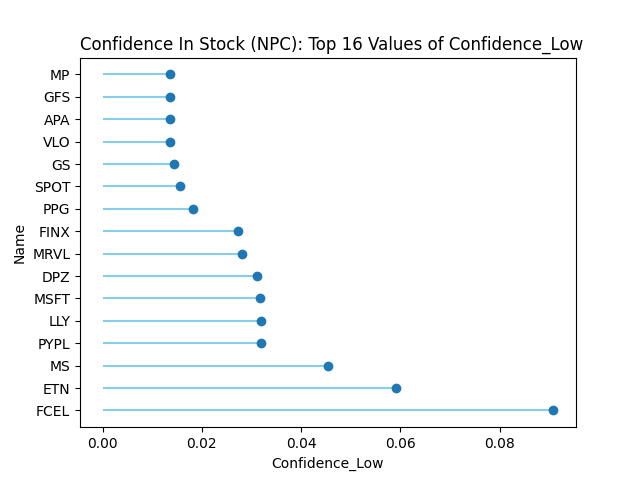 Confidence In Stock (NPC): Top 16 Values of Confidence_Low
MP
GFS
APA
VLO
GS
SPOT
PPG
FINX
MRVL
DPZ
MSFT
LLY
PYPL
MS
ETN
FCEL
Name
0.00 0.02 0.04 0.06 0.08
Confidence_Low